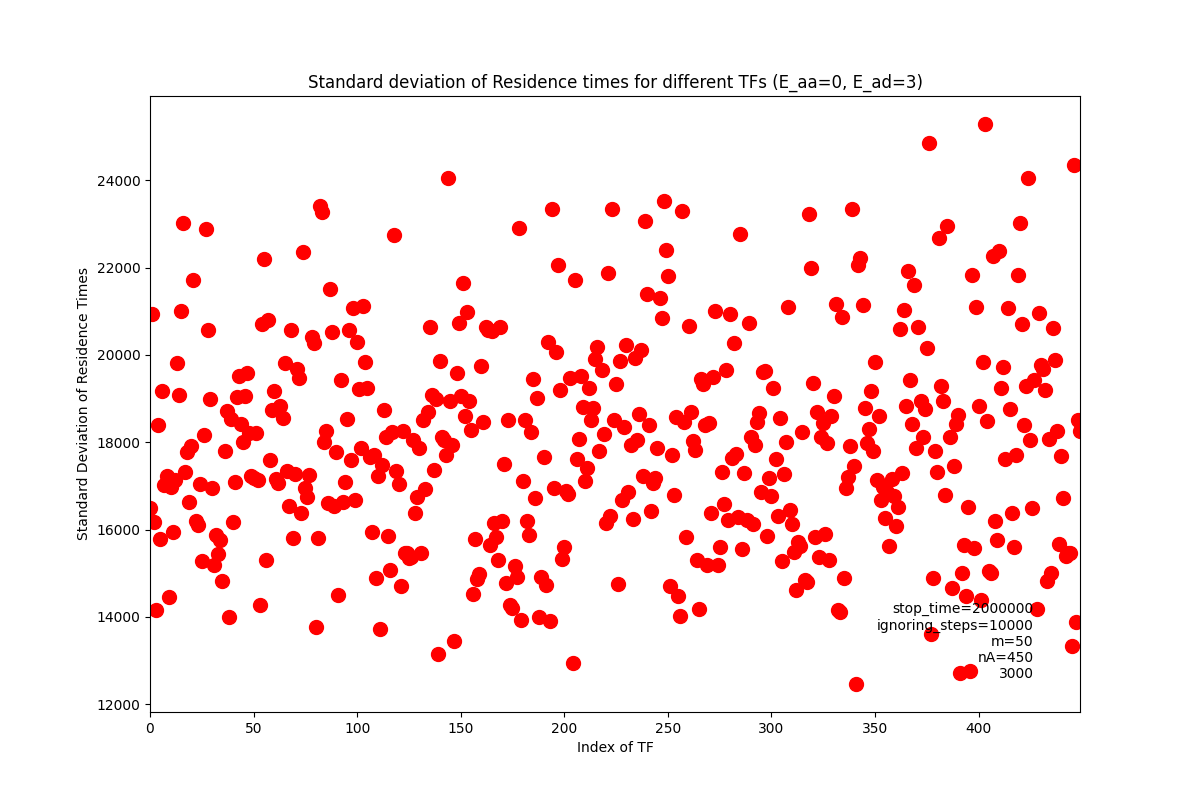 Standard deviation of Residence times for different TFs (E_aa=0, E_ad=3)
Standard Deviation of Residence Times
24000
22000
20000
18000
16000
14000
12000
stop_time=2000000
ignoring_steps=10000
m=50
nA=450
3000
0 50 100 150 200 250 300 350 400
Index of TF